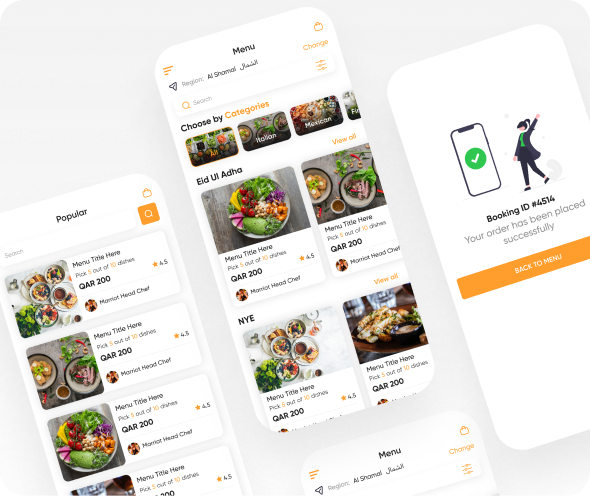 Popular
Search
Menu Title Here
Pick 5 out of 10 dishes
QAR 200
4.5
Marriot Head Chef
Menu Title Here
Pick 5 out of 10 dishes
QAR 200
4.5
Marriot Head Chef
Menu Title Here
Pick 5 out of 10 dishes
QAR 200
4.5
Marriot Head Chef
Menu Title Here
Pick 5 out of 10 dishes
QAR 200
4.5
Menu
Region: Al Shamal الشمال
Change
Search
Choose by Categories
All
Italian
Mexican
Eid Ul Adha
View all
Menu Title Here
Pick 5 out of 10 dishes
QAR 200
4.5
Marriot Head Chef
Menu Title Here
Pick 5 out of 10 dishes
QAR 200
Marriot Head
NYE
View all
Menu Title Here
Pick 5 out of 10 dishes
QAR 200
4.5
Menu Title Here
Pick 5 out of 10 dishes
QAR 200
Booking ID #4514
Your order has been placed
successfully
BACK TO MENU
Menu
Region: Al Shamal الشمال
Change